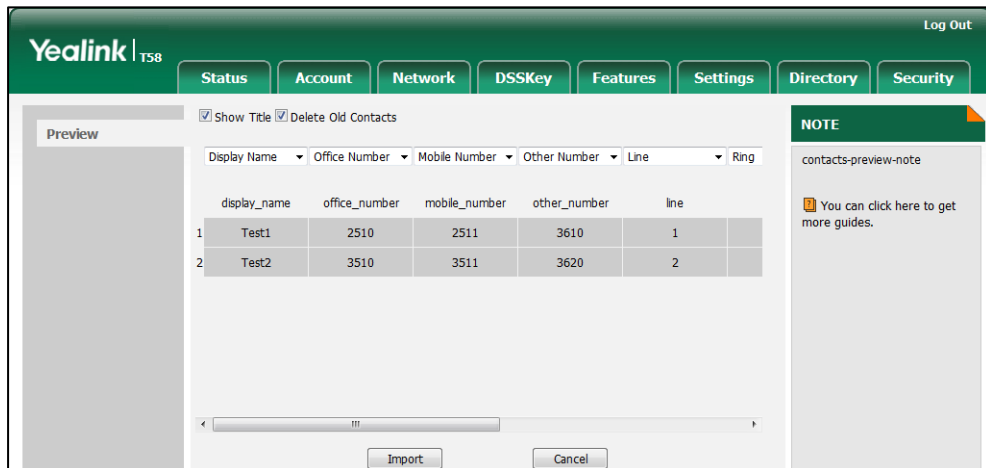 Log Out
Yealink | T58
Status Account Network DSSKey Features Settings Directory Security
Preview
Show Title Delete Old Contacts
Display Name Office Number Mobile Number Other Number Line Ring
display_name office_number mobile_number other_number line
1 Test1 2510 2511 3610 1
2 Test2 3510 3511 3620 2
Import Cancel
NOTE
contacts-preview-note
You can click here to get
more guides.